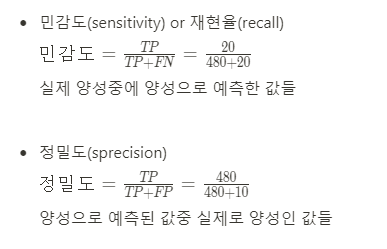 • 민감도(sensitivity) or 재현율(recall)
민감도 = TP/TP+FN = 20/480+20
실제 양성중에 양성으로 예측한 값들
• 정밀도(sprecision)
정밀도 = TP/TP+FP = 480/480+10
양성으로 예측된 값중 실제로 양성인 값들